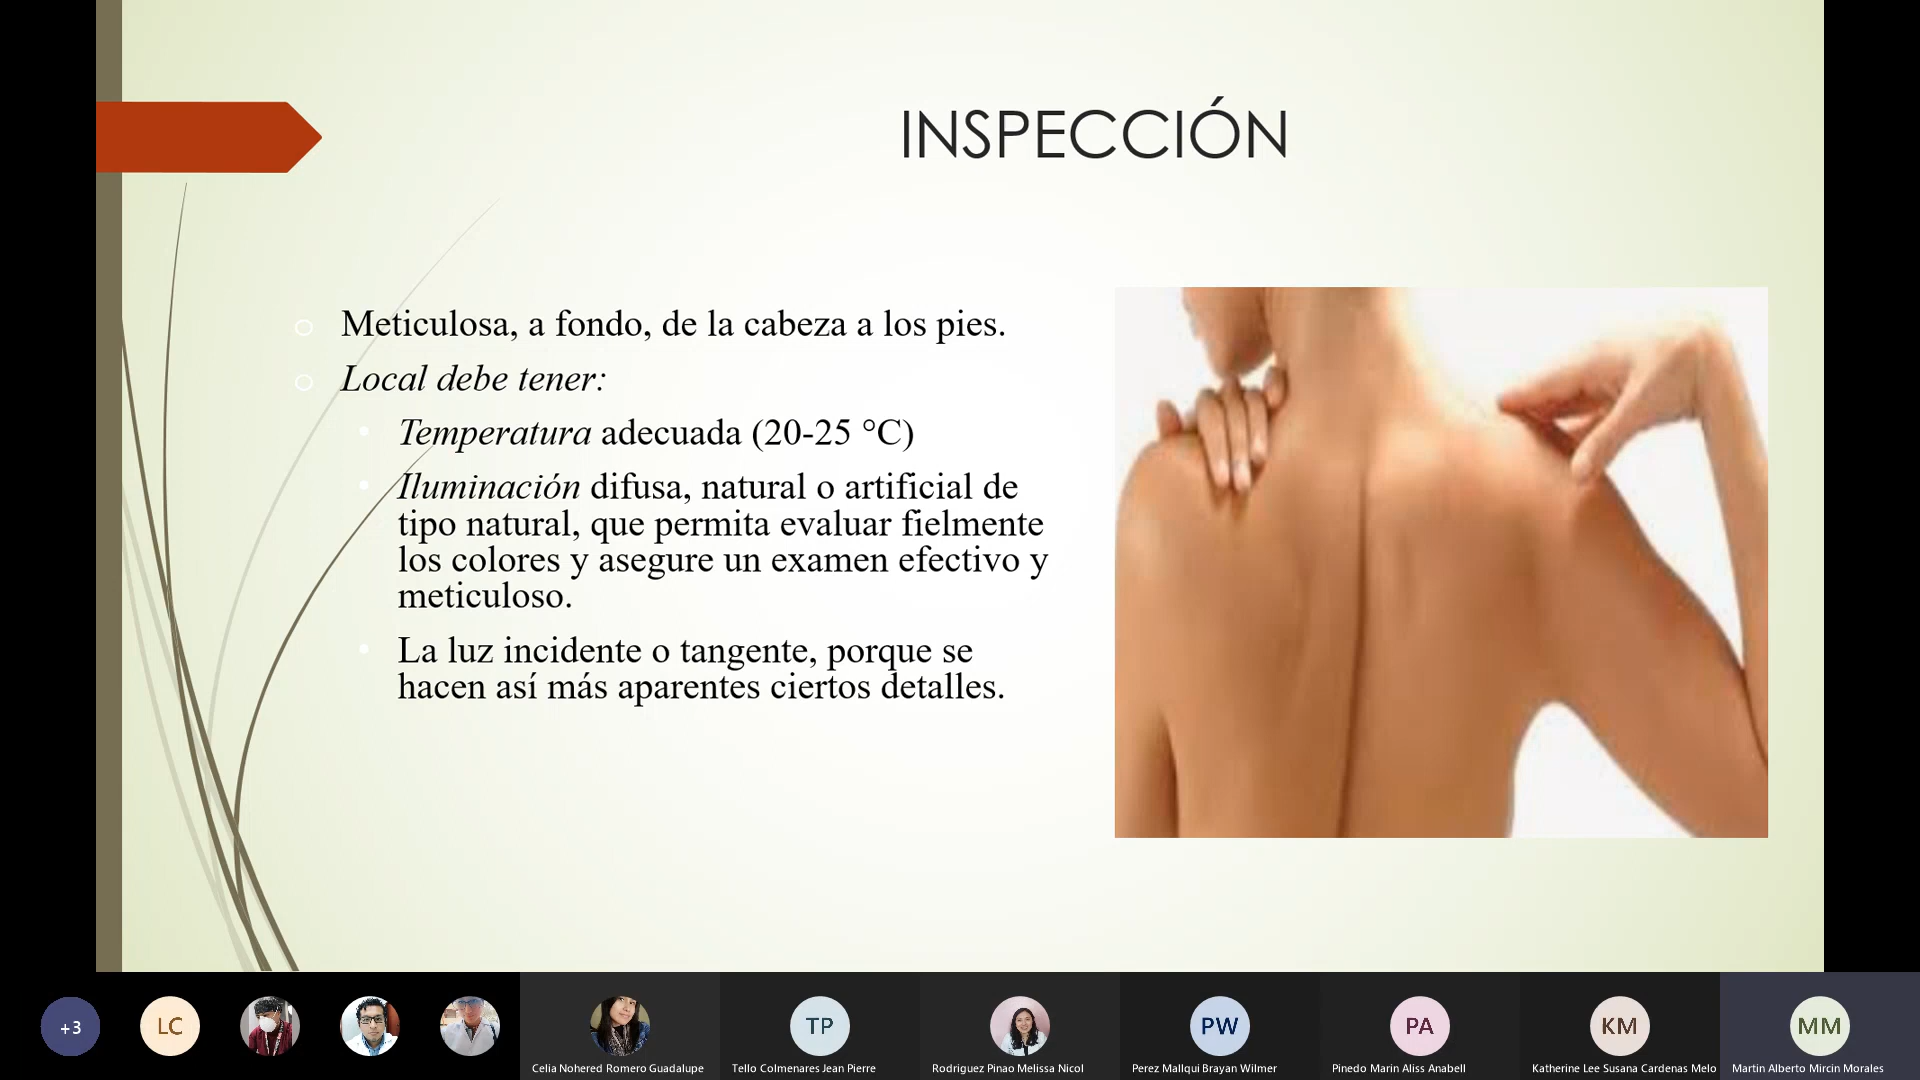 INSPECCIÓN
Meticulosa, a fondo, de la cabeza a los pies.
Local debe tener:
Temperatura adecuada (20-25 °C)
Iluminación difusa, natural o artificial de
tipo natural, que permita evaluar fielmente
los colores y asegure un examen efectivo y
meticuloso.
La luz incidente o tangente, porque se
hacen así más aparentes ciertos detalles.
+3
LC
TP
PW
PA
KM
MM
Celia Nohered Romero Guadalupe
Tello Colmenares Jean Pierre
Rodriguez Pinao Melissa Nicol
Perez Mallqui Brayan Wilmer
Pinedo Marin Aliss Anabell
Katherine Lee Susana Cardenas Melo
Martin Alberto Mircin Morales